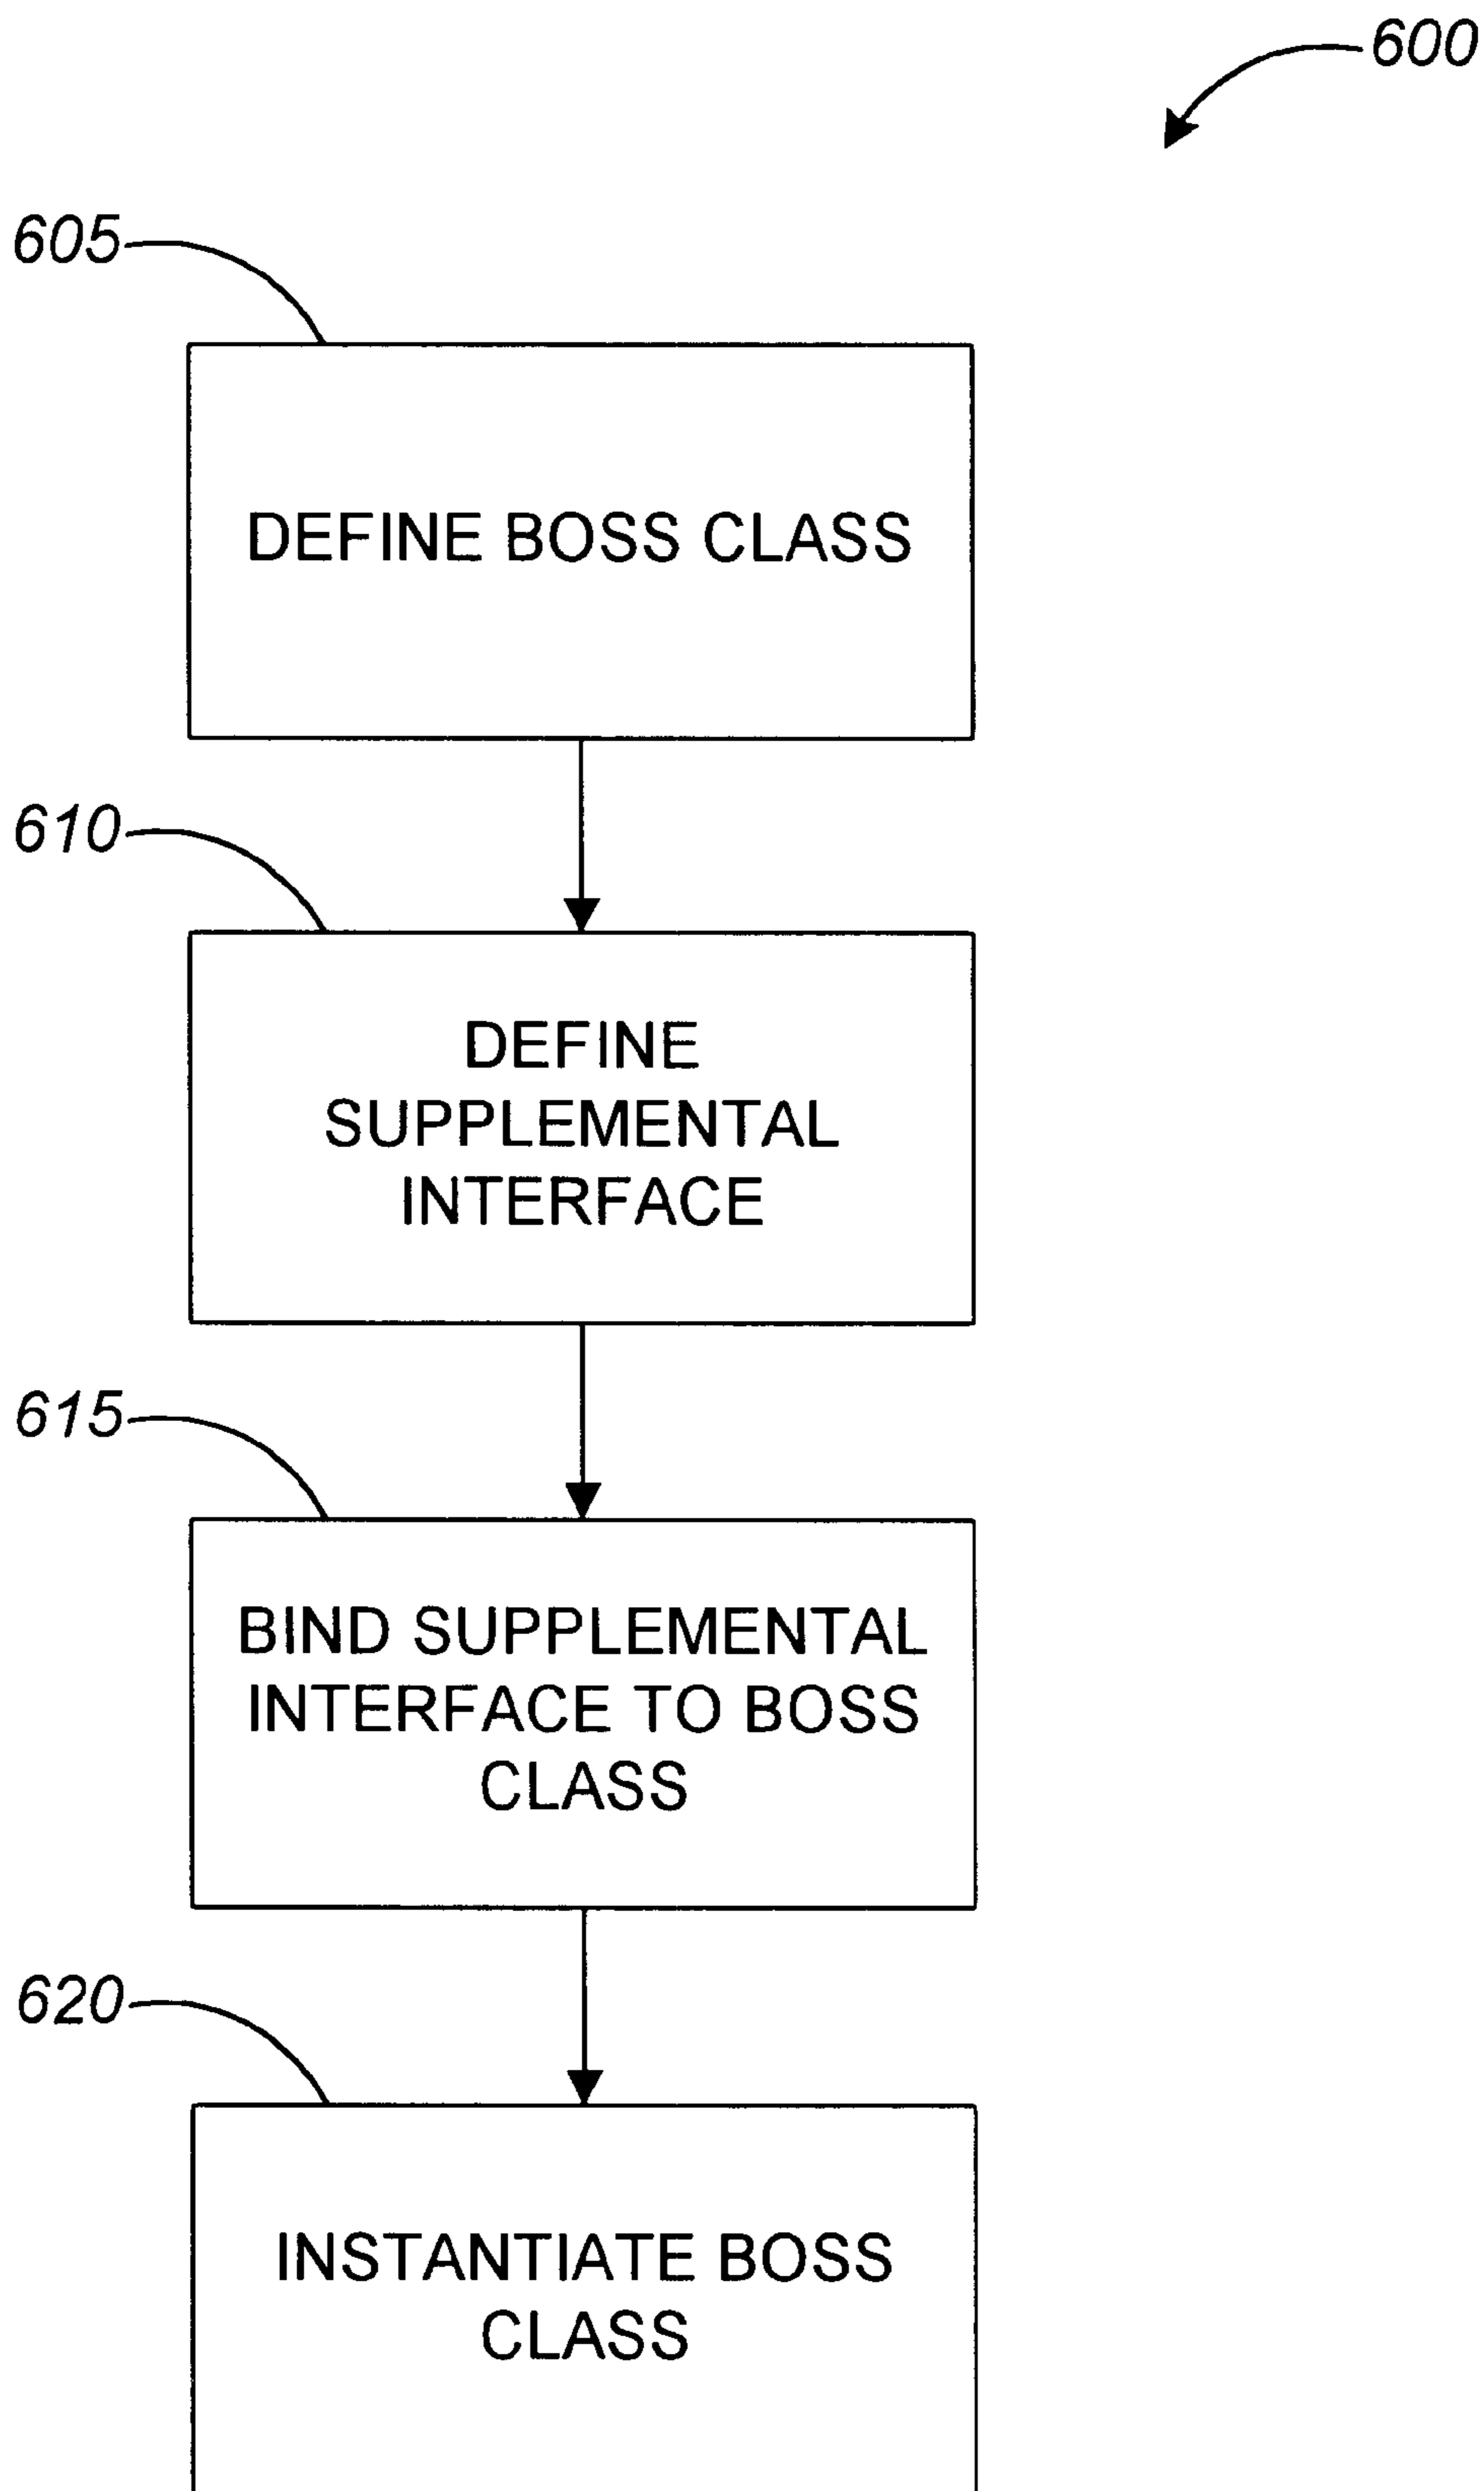 600
605
DEFINE BOSS CLASS
610
DEFINE
SUPPLEMENTAL
INTERFACE
615
BIND SUPPLEMENTAL
INTERFACE TO BOSS
CLASS
620
INSTANTIATE BOSS
CLASS